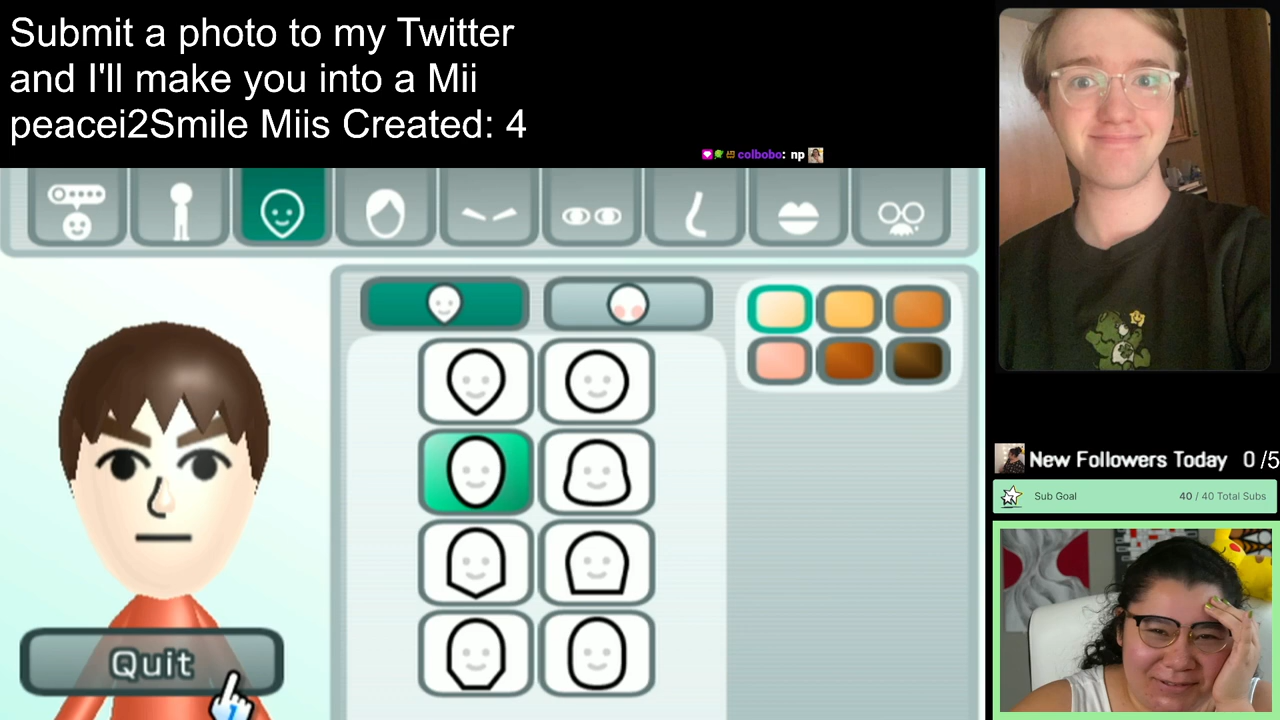 Submit a photo to my Twitter
and I'll make you into a Mii
peacei2Smile Miis Created: 4
colbobo: np
Quit
New Followers Today 0 /5
Sub Goal 40 / 40 Total Subs